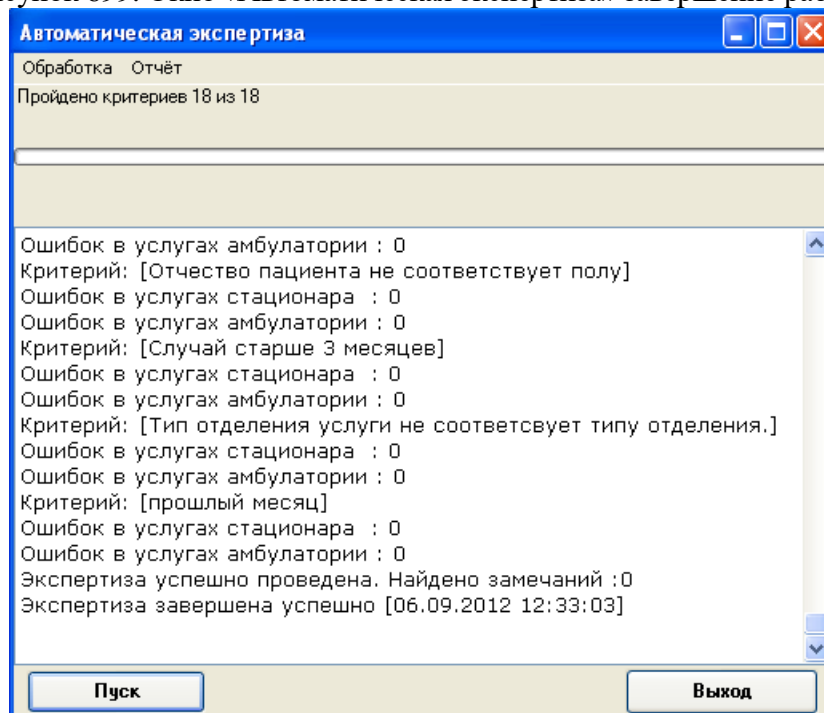 Автоматическая экспертиза
Обработка Отчёт
Пройдено критериев 18 из 18
Ошибок в услугах амбулатории : 0
Критерий: [Отчество пациента не соответствует полу]
Ошибок в услугах стационара : 0
Ошибок в услугах амбулатории : 0
Критерий: [Случай старше 3 месяцев]
Ошибок в услугах стационара : 0
Ошибок в услугах амбулатории : 0
Критерий: [Тип отделения услуги не соответсвует типу отделения.]
Ошибок в услугах стационара : 0
Ошибок в услугах амбулатории : 0
Критерий: [прошлый месяц]
Ошибок в услугах стационара : 0
Ошибок в услугах амбулатории : 0
Экспертиза успешно проведена. Найдено замечаний :0
Экспертиза завершена успешно [06.09.2012 12:33:03]
Пуск Выход